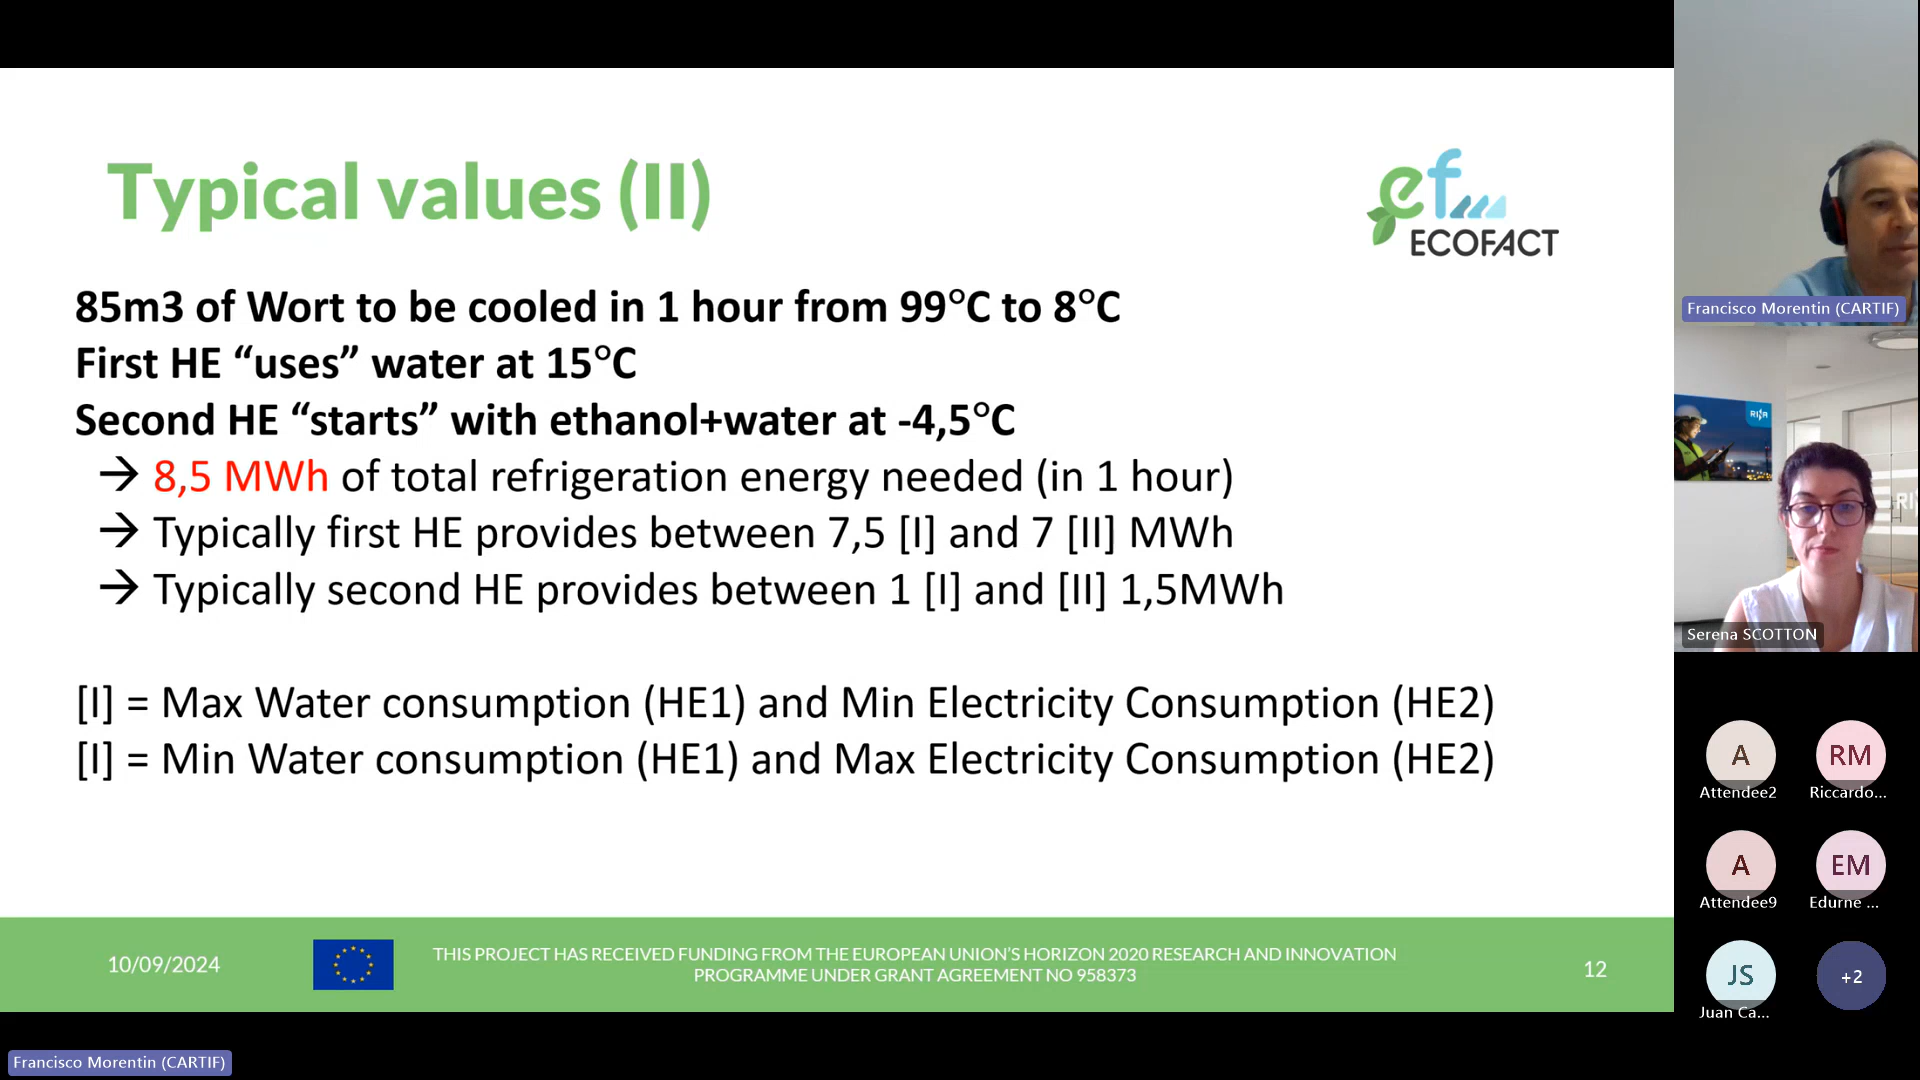 Typical values (II)
ef
ECOFACT
85m3 of Wort to be cooled in 1 hour from 99°C to 8°C
First HE “uses” water at 15°C
Second HE “starts” with ethanol+water at -4,5°C
→ 8,5 MWh of total refrigeration energy needed (in 1 hour)
→ Typically first HE provides between 7,5 [I] and 7 [II] MWh
→ Typically second HE provides between 1 [I] and [II] 1,5MWh
[I] = Max Water consumption (HE1) and Min Electricity Consumption (HE2)
[I] = Min Water consumption (HE1) and Max Electricity Consumption (HE2)
10/09/2024
THIS PROJECT HAS RECEIVED FUNDING FROM THE EUROPEAN UNION’S HORIZON 2020 RESEARCH AND INNOVATION
PROGRAMME UNDER GRANT AGREEMENT NO 958373
12
Francisco Morentin (CARTIF)
Francisco Morentin (CARTIF)
RINA
Serena SCOTTON
A
Attendee2
RM
Riccardo...
A
Attendee9
EM
Edurne ...
JS
Juan Ca...
+2